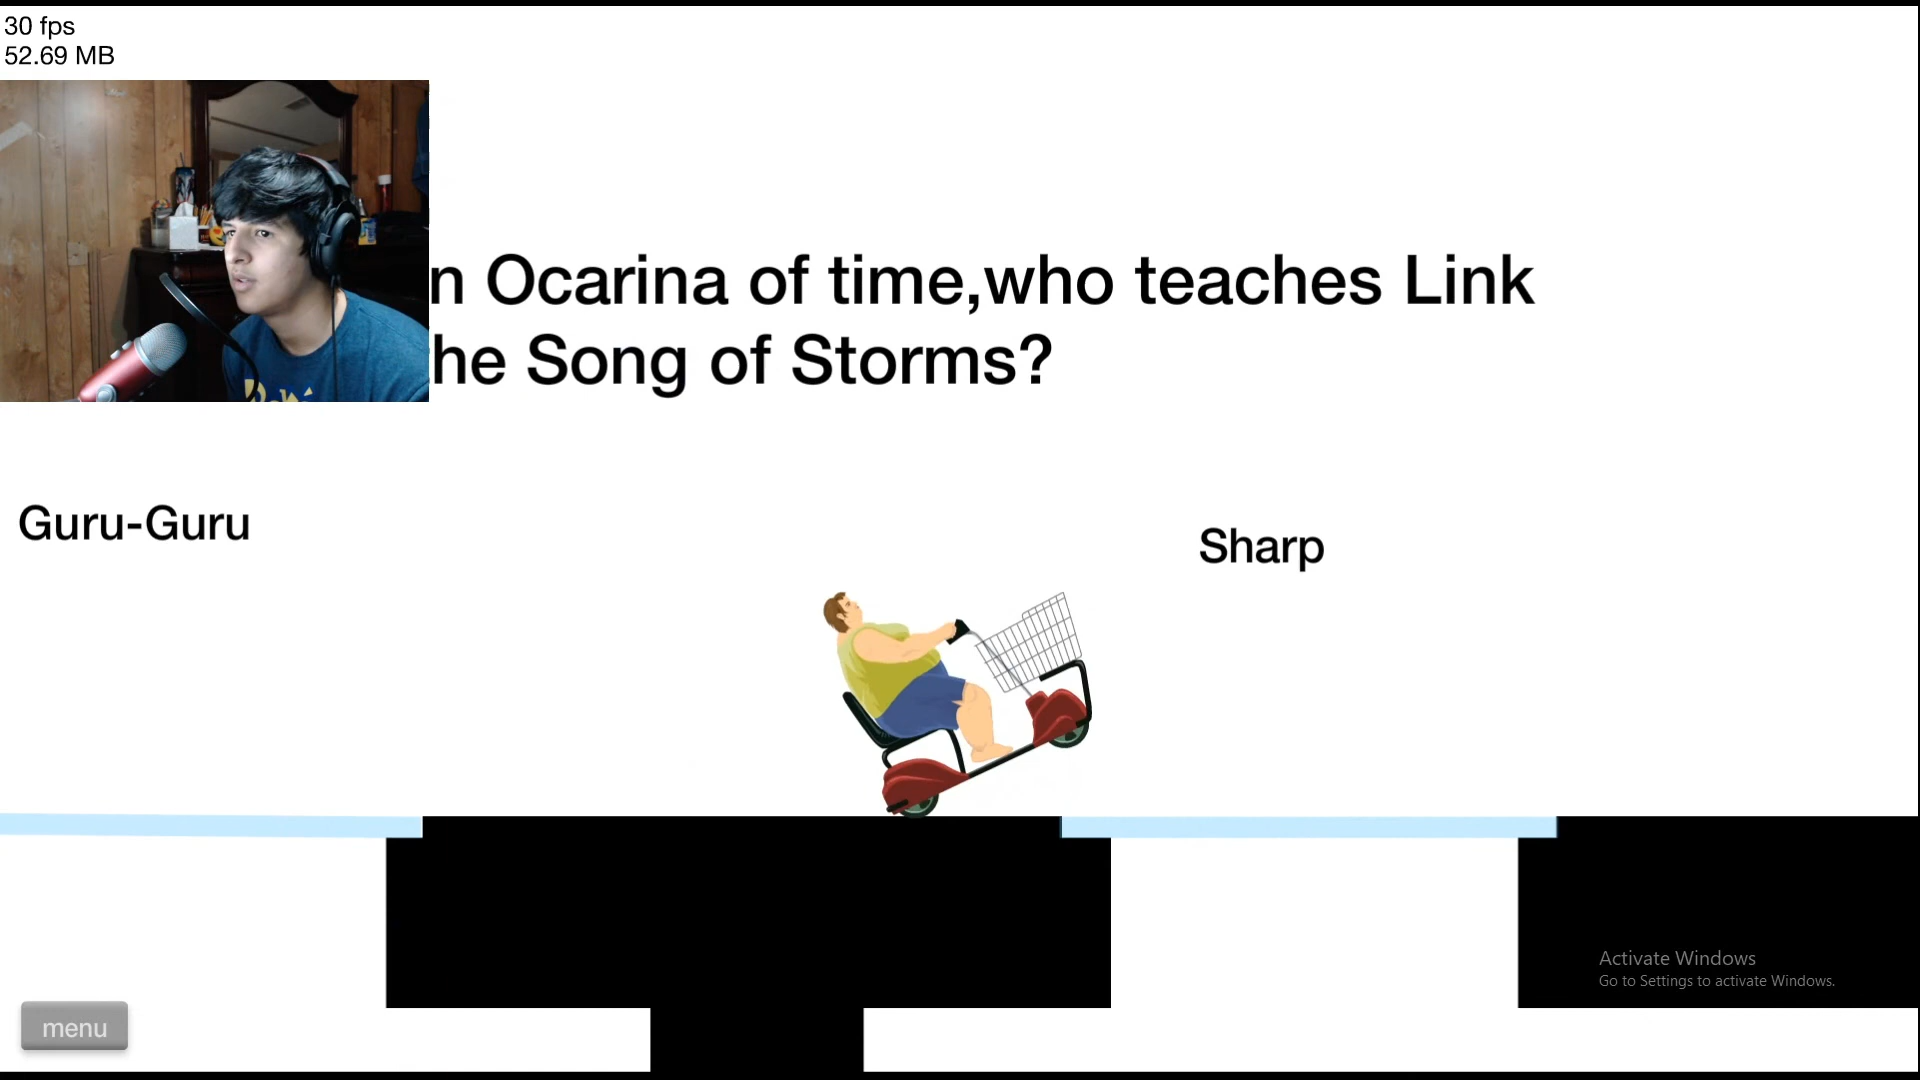 30 fps
52.69 MB
n Ocarina of time,who teaches Link
he Song of Storms?
Guru-Guru
Sharp
Activate Windows
Go to Settings to activate Windows.
menu